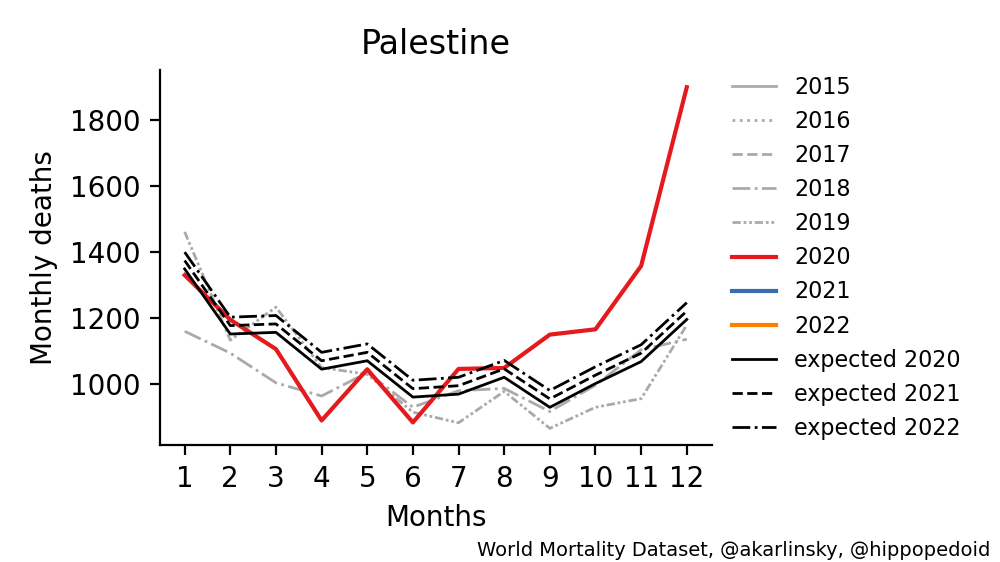 Palestine
Monthly deaths
1800
1600
1400
1200
1000
1 2 3 4 5 6 7 8 9 10 11 12
Months
2015
2016
2017
2018
2019
2020
2021
2022
expected 2020
expected 2021
expected 2022
World Mortality Dataset, @akarlinsky, @hippopedoid